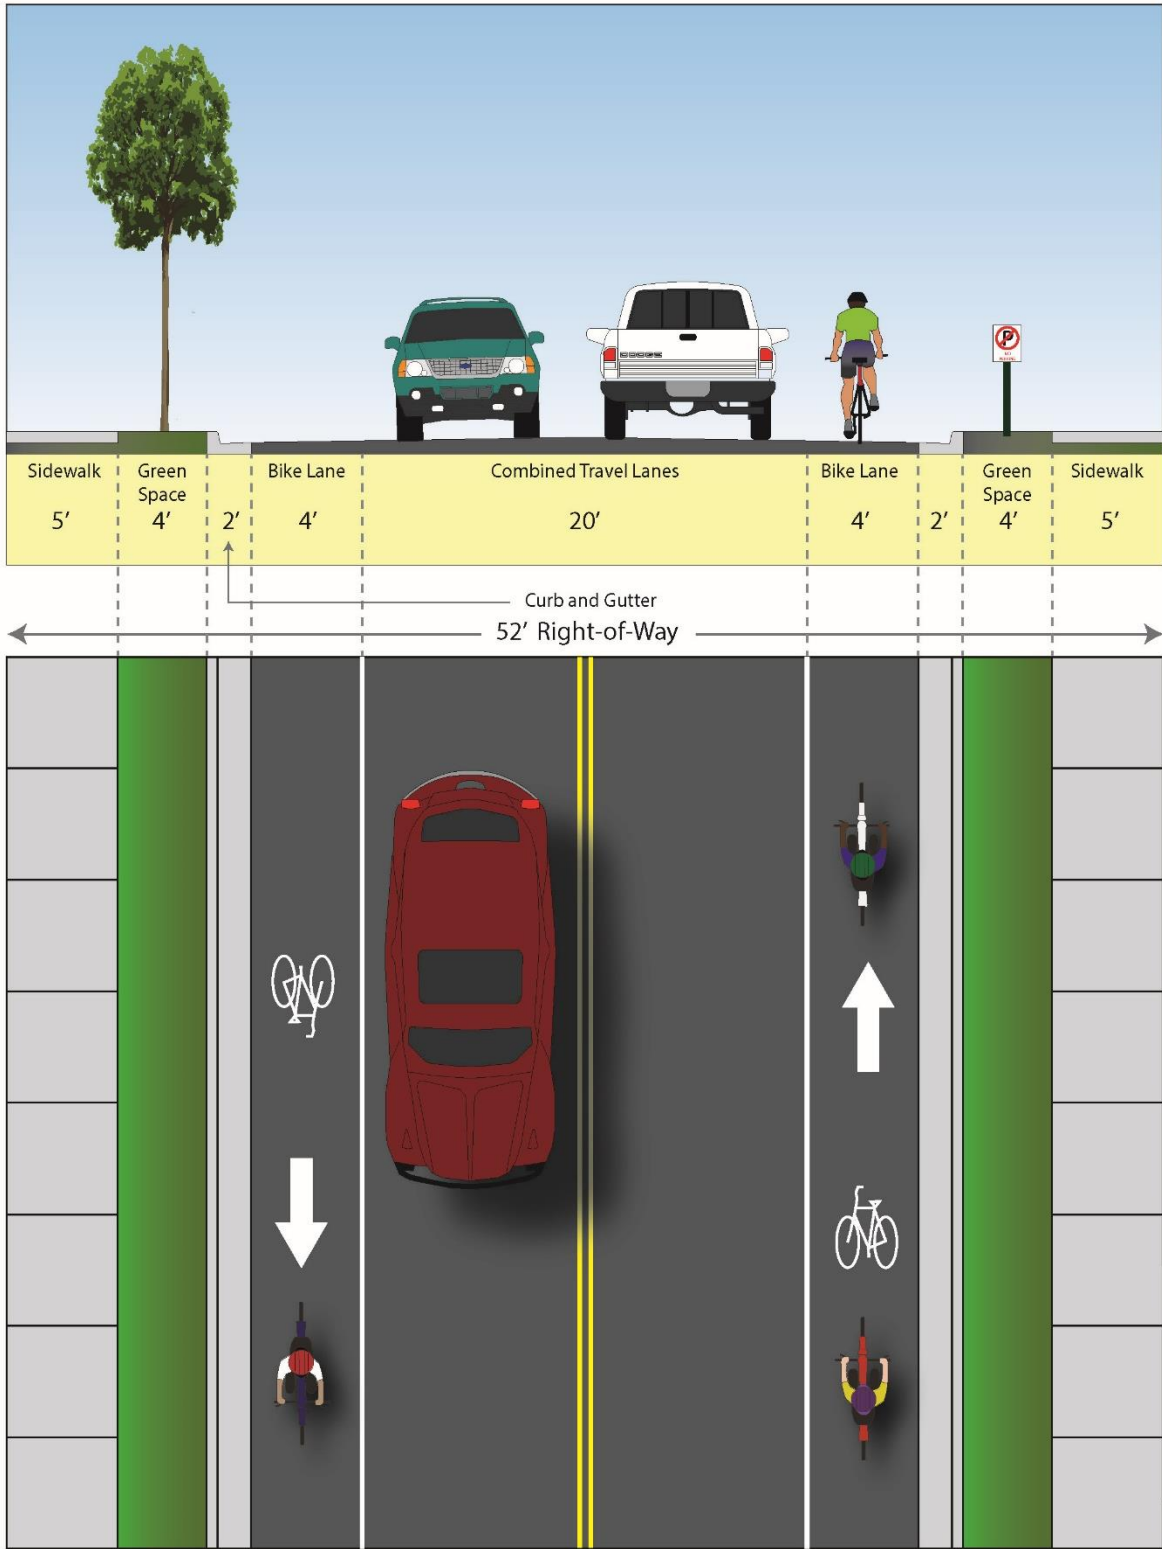 DODGE
P
Sidewalk
5'
Green
Space
4'
2'
Bike Lane
4'
Combined Travel Lanes
20'
Bike Lane
4'
2'
Green
Space
4'
Sidewalk
5'
Curb and Gutter
52' Right-of-Way